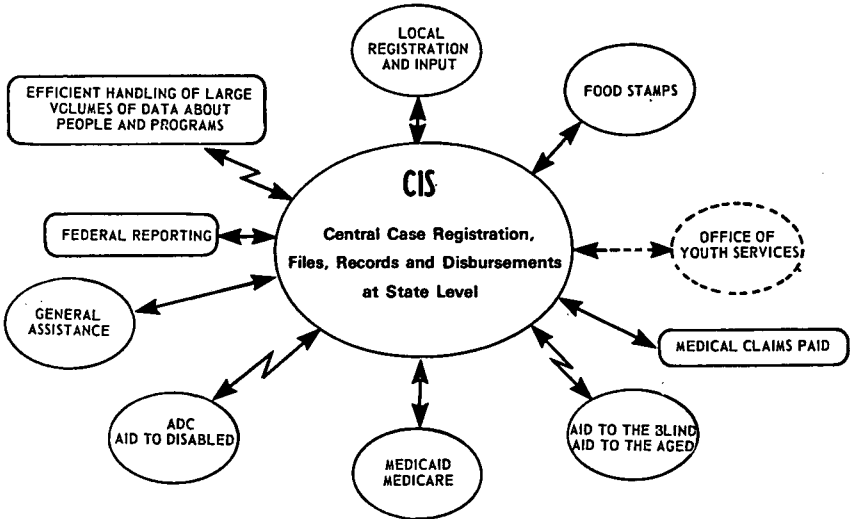 LOCAL
REGISTRATION
AND INPUT
EFFICIENT HANDLING OF LARGE
VOLUMES OF DATA ABOUT
PEOPLE AND PROGRAMS
FOOD STAMPS
CIS
Central Case Registration,
Files, Records and Disbursements
at State Level
FEDERAL REPORTING
OFFICE OF
YOUTH SERVICES
GENERAL
ASSISTANCE
MEDICAL CLAIMS PAID
ADC
AID TO DISABLED
MEDICAID
MEDICARE
AID TO THE 3LIND
AID TO THE AGED